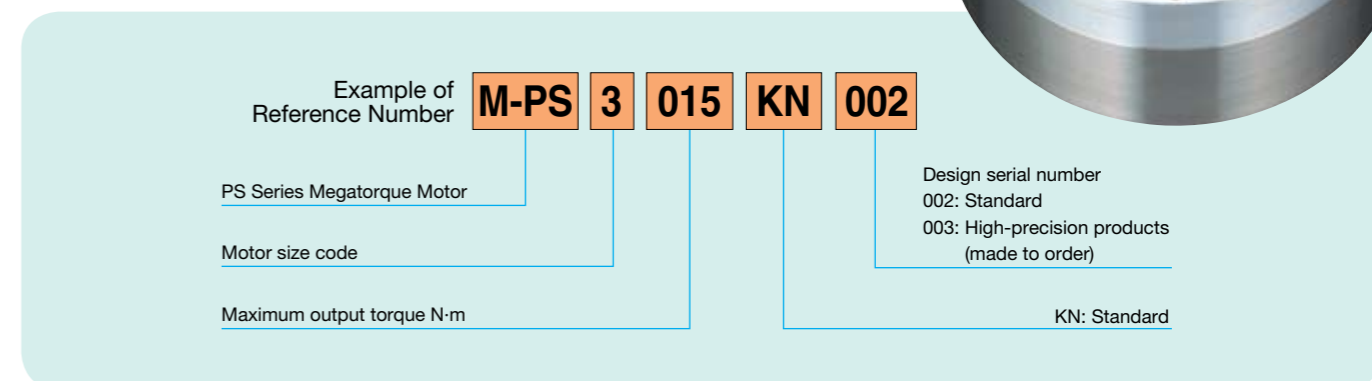 Example of
Reference Number
M-PS 3 015 KN 002
PS Series Megatorque Motor
Motor size code
Maximum output torque N·m
Design serial number
002: Standard
003: High-precision products
(made to order)
KN: Standard